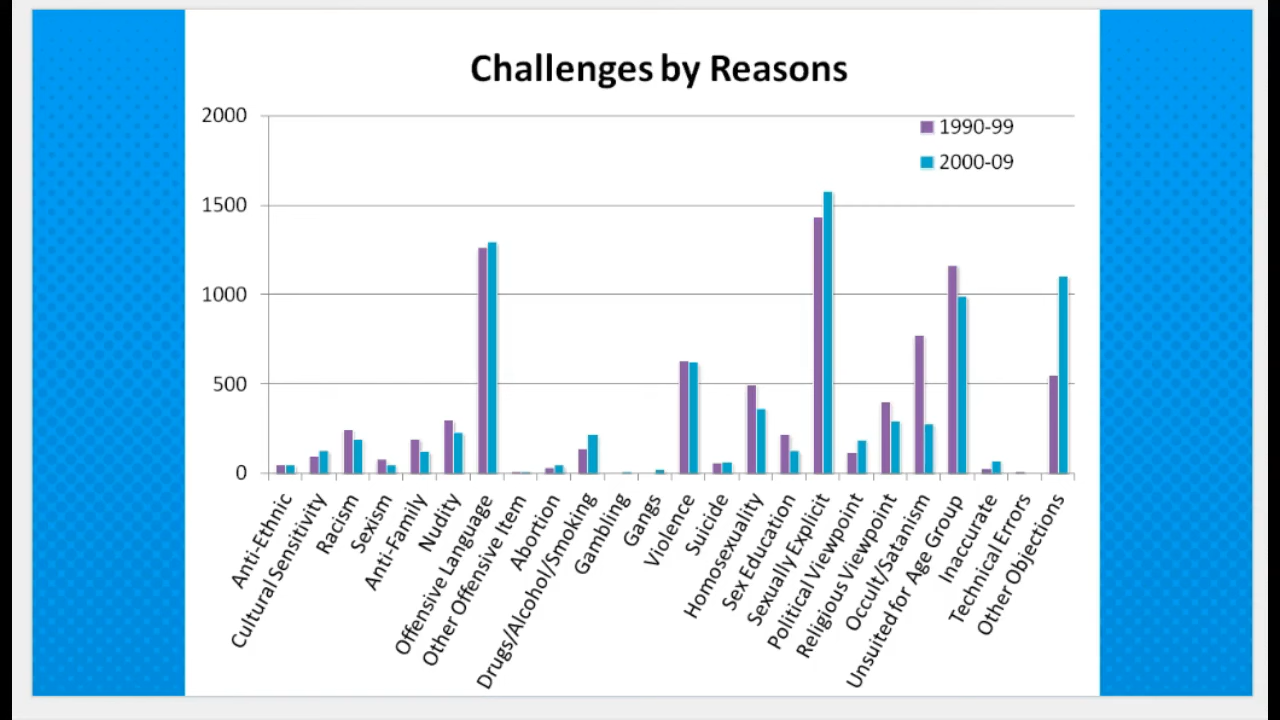 Challenges by Reasons
2000
1500
1000
500
0
1990-99
2000-09
Anti-Ethnic
Cultural Sensitivity
Racism
Sexism
Anti-Family
Nudity
Offensive Language
Other Offensive Item
Abortion
Drugs/Alcohol/Smoking
Gambling
Gangs
Violence
Suicide
Homosexuality
Sex Education
Sexually Explicit
Political Viewpoint
Religious Viewpoint
Occult/Satanism
Unsuited for Age Group
Inaccurate
Technical Errors
Other Objections